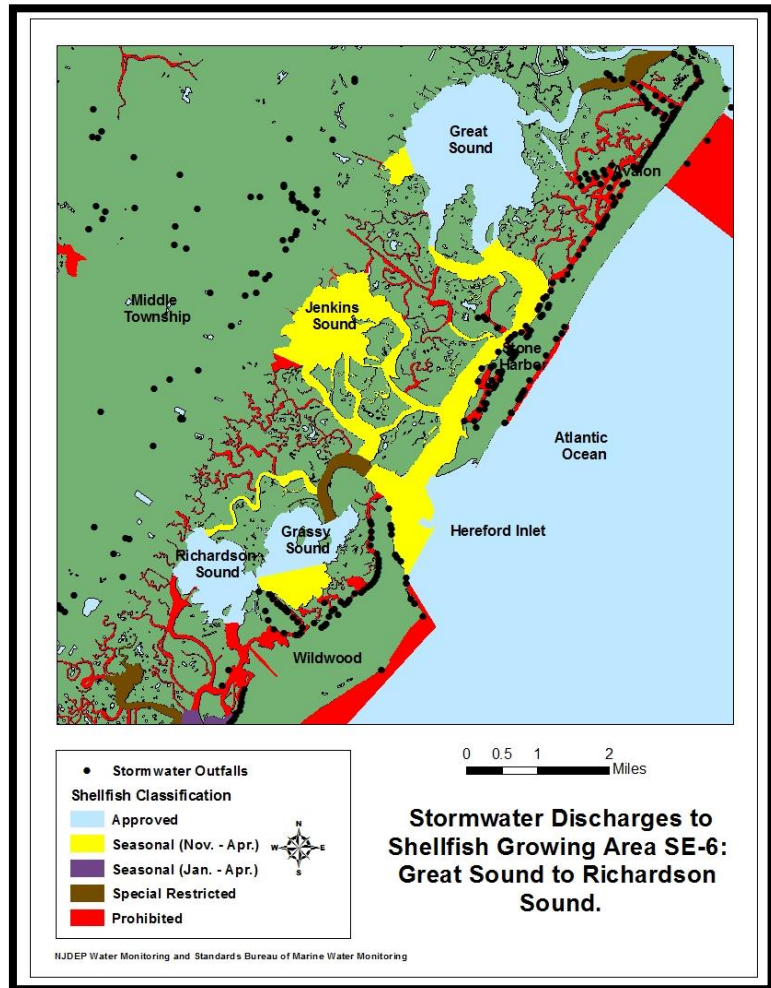 Great
Sound
Avalon
Middle
Township
Jenkins
Sound
Stone
Harbor
Atlantic
Ocean
Hereford Inlet
Grassy
Sound
Richardson
Sound
Wildwood
Stormwater Outfalls
Shellfish Classification
Approved
Seasonal (Nov. - Apr.)
Seasonal (Jan. - Apr.)
Special Restricted
Prohibited
N
W E
S
0 0.5 1 2
Miles
Stormwater Discharges to
Shellfish Growing Area SE-6:
Great Sound to Richardson
Sound.
NJDEP Water Monitoring and Standards Bureau of Marine Water Monitoring